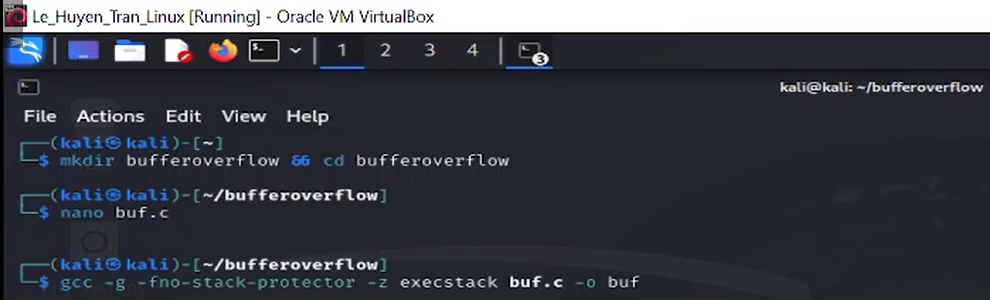 Le_Huyen_Tran_Linux [Running] - Oracle VM VirtualBox
1 2 3 4 3
kali@kali: ~/bufferoverflow
File Actions Edit View Help
┌──(kali㉿kali)-[~]
└─$ mkdir bufferoverflow && cd bufferoverflow
┌──(kali㉿kali)-[~/bufferoverflow]
└─$ nano buf.c
┌──(kali㉿kali)-[~/bufferoverflow]
└─$ gcc -g -fno-stack-protector -z execstack buf.c -o buf